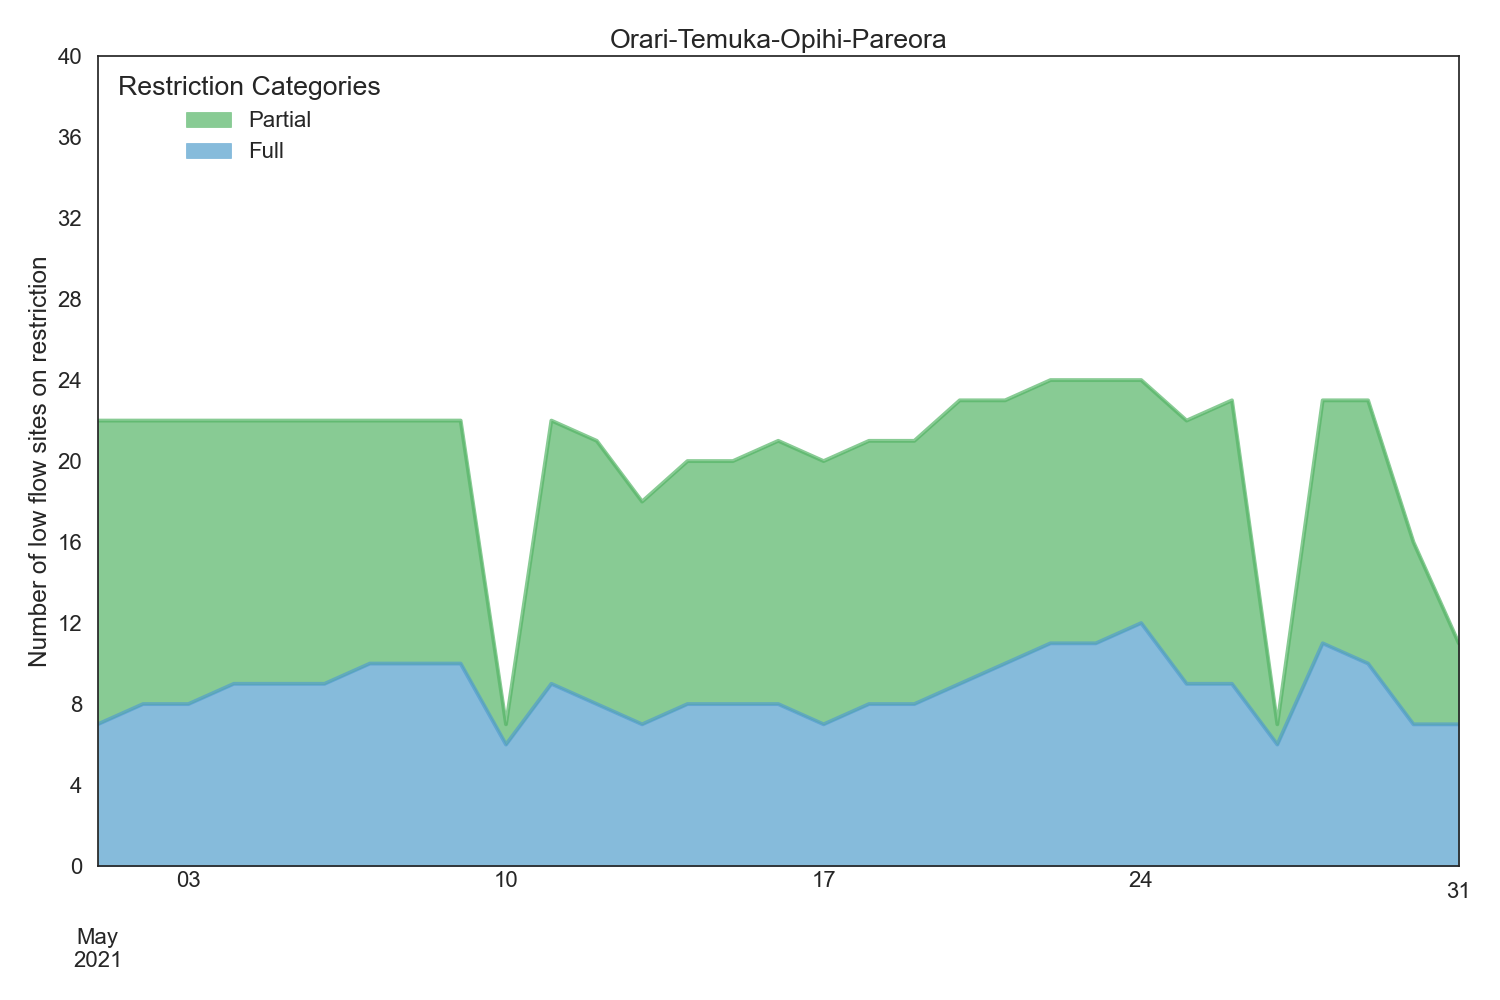 Orari-Temuka-Opihi-Pareora
Restriction Categories
Partial
Full
Number of low flow sites on restriction
40
36
32
28
24
20
16
12
8
4
0
03
10
17
24
31
May
2021